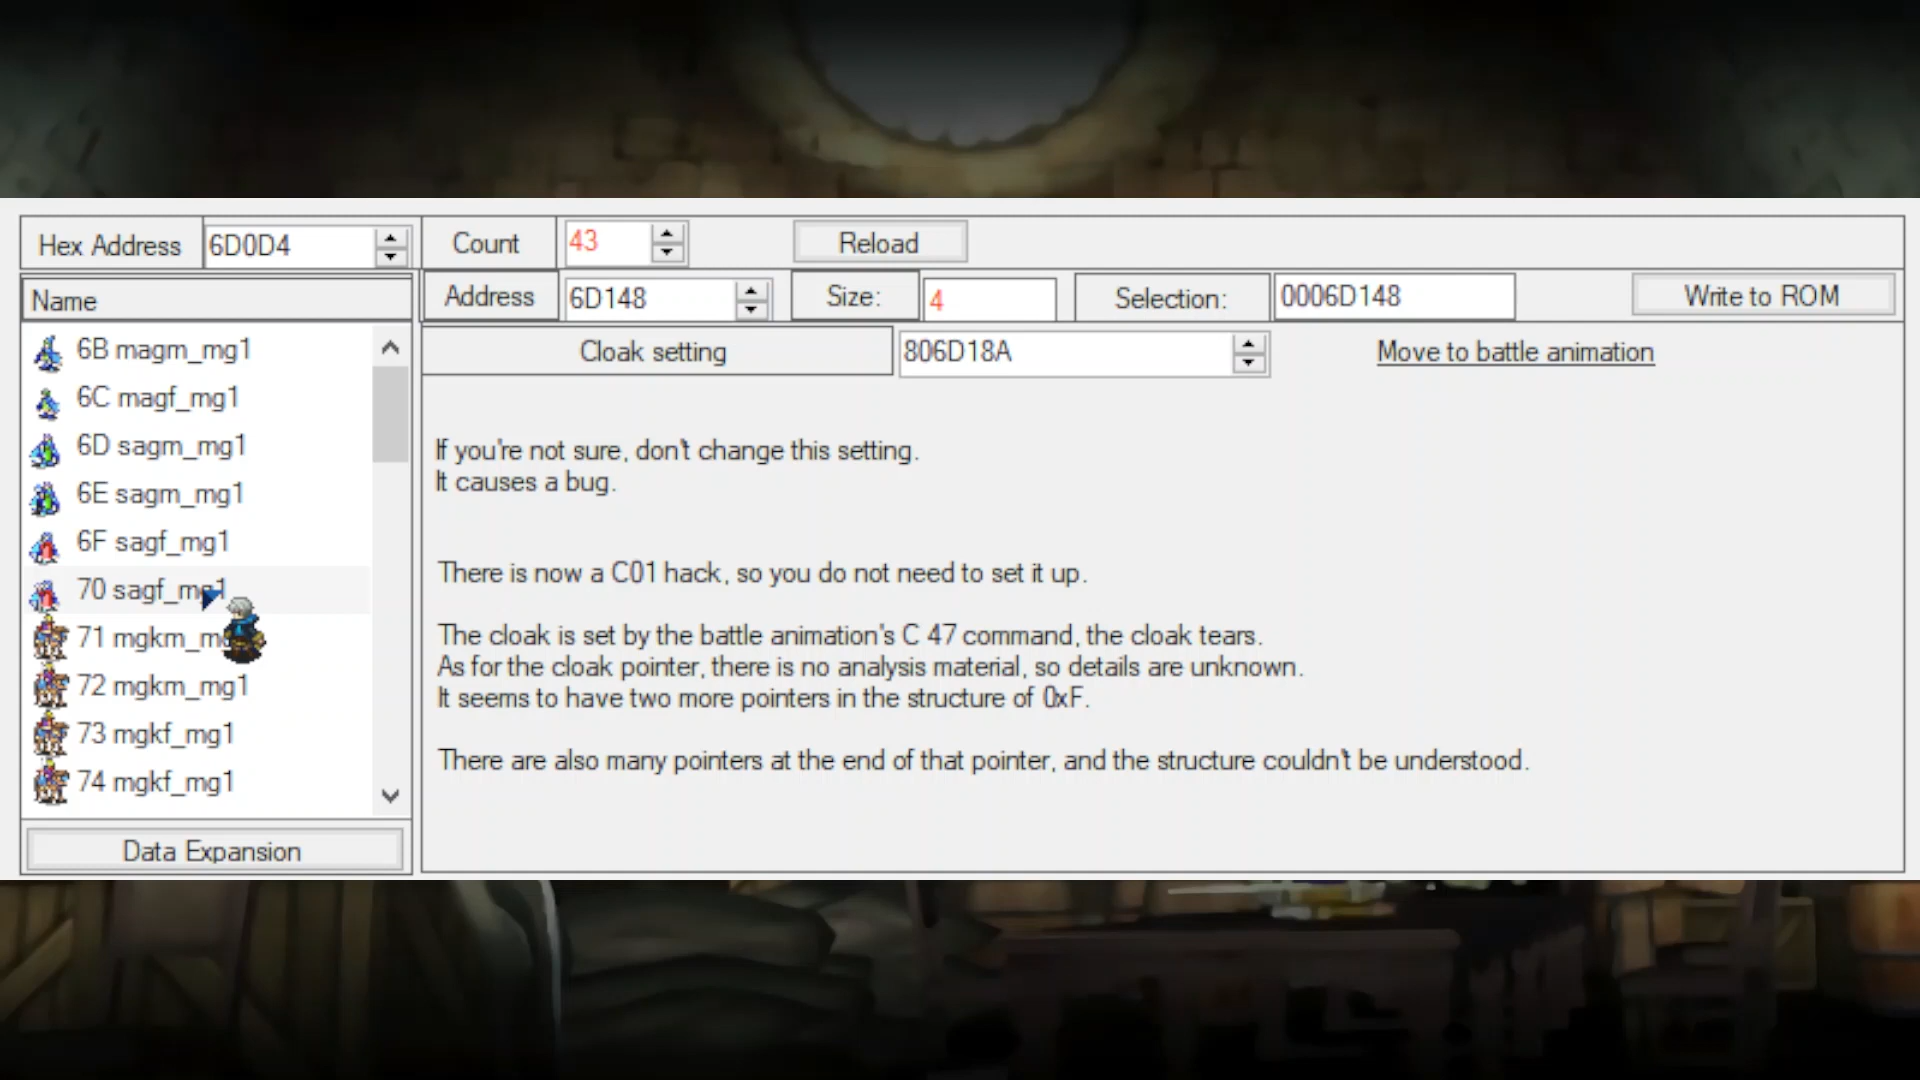 Hex Address 6D0D4 Count 43 Reload
Name Address 6D148 Size: 4 Selection: 0006D148 Write to ROM
Cloak setting 806D18A Move to battle animation
6B magm_mg1
6C magf_mg1
6D sagm_mg1
6E sagm_mg1
6F sagf_mg1
70 sagf_mg1
71
72 mgkm_mg1
73 mgkf_mg1
74 mgkf_mg1
Data Expansion
If you're not sure, don't change this setting.
It causes a bug.
There is now a C01 hack, so you do not need to set it up.
The cloak is set by the battle animation's C 47 command, the cloak tears.
As for the cloak pointer, there is no analysis material, so details are unknown.
It seems to have two more pointers in the structure of 0xF.
There are also many pointers at the end of that pointer, and the structure couldn't be understood.